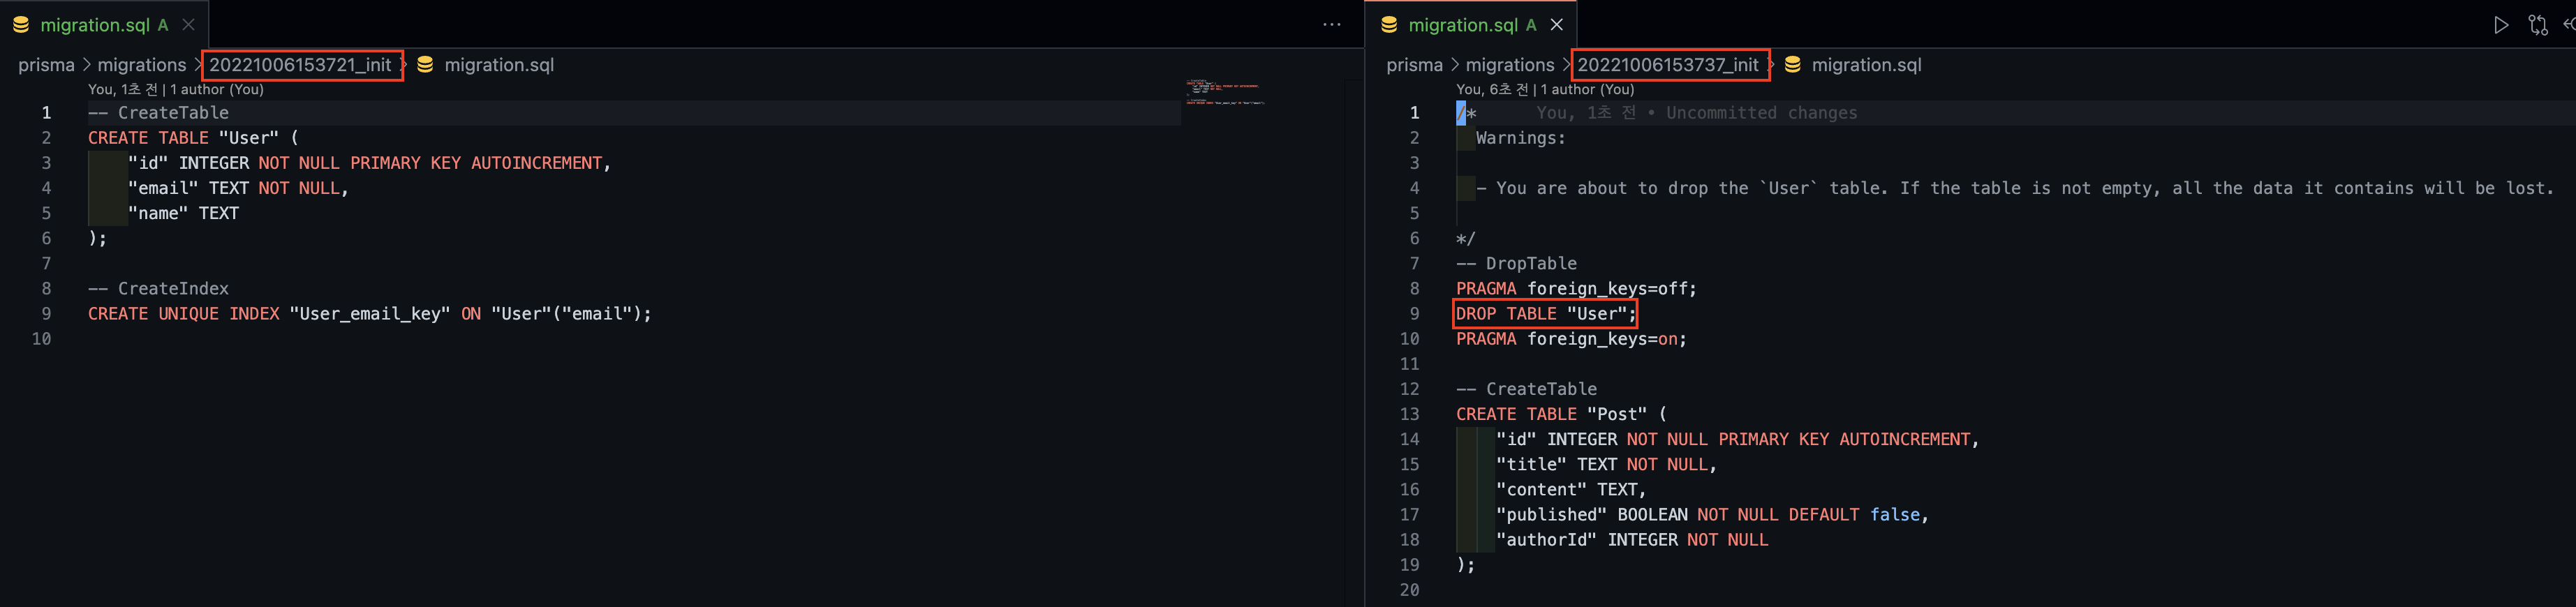 migration.sql A
prisma > migrations > 20221006153721_init > migration.sql
You, 1초 전 | 1 author (You)
1 -- CreateTable
2 CREATE TABLE "User" (
3 "id" INTEGER NOT NULL PRIMARY KEY AUTOINCREMENT,
4 "email" TEXT NOT NULL,
5 "name" TEXT
6 );
7
8 -- CreateIndex
9 CREATE UNIQUE INDEX "User_email_key" ON "User"("email");
10
migration.sql A
prisma > migrations > 20221006153737_init > migration.sql
You, 6초 전 | 1 author (You)
1 /* You, 1초 전 • Uncommitted changes
2 Warnings:
3
4 - You are about to drop the `User` table. If the table is not empty, all the data it contains will be lost.
5
6 */
7 -- DropTable
8 PRAGMA foreign_keys=off;
9 DROP TABLE "User";
10 PRAGMA foreign_keys=on;
11
12 -- CreateTable
13 CREATE TABLE "Post" (
14 "id" INTEGER NOT NULL PRIMARY KEY AUTOINCREMENT,
15 "title" TEXT NOT NULL,
16 "content" TEXT,
17 "published" BOOLEAN NOT NULL DEFAULT false,
18 "authorId" INTEGER NOT NULL
19 );
20